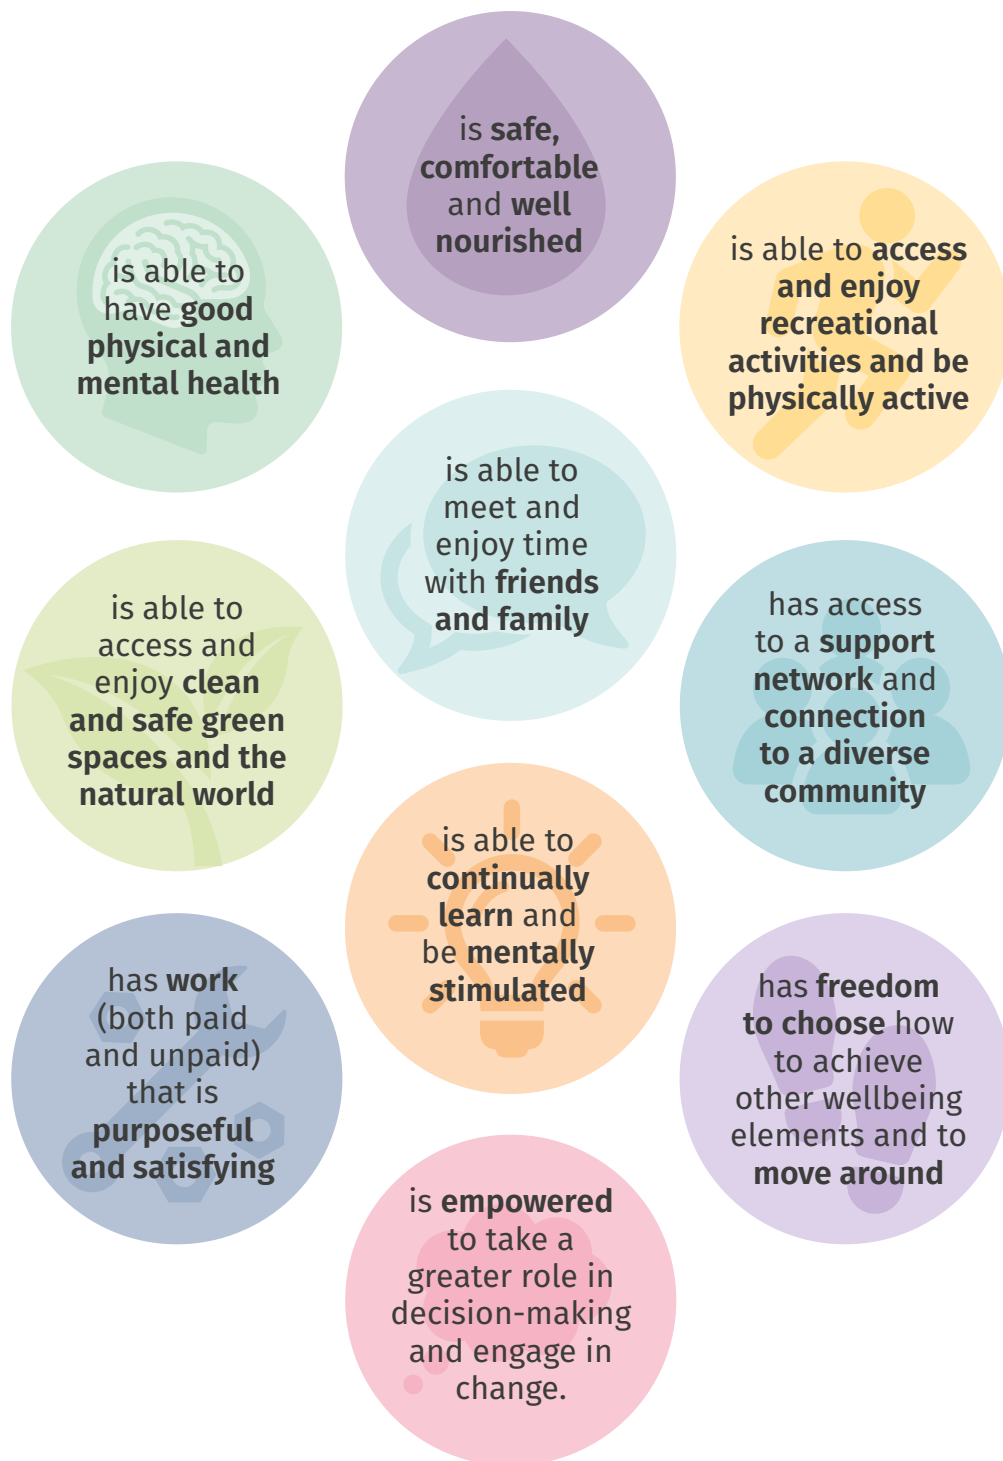 is safe,
comfortable
and well
nourished
is able to
have good
physical and
mental health
is able to access
and enjoy
recreational
activities and be
physically active
is able to
meet and
enjoy time
with friends
and family
is able to
access and
enjoy clean
and safe green
spaces and the
natural world
has access
to a support
network and
connection
to a diverse
community
is able to
continually
learn and
be mentally
stimulated
has work
(both paid
and unpaid)
that is
purposeful
and satisfying
has freedom
to choose how
to achieve
other wellbeing
elements and to
move around
is empowered
to take a
greater role in
decision-making
and engage in
change.